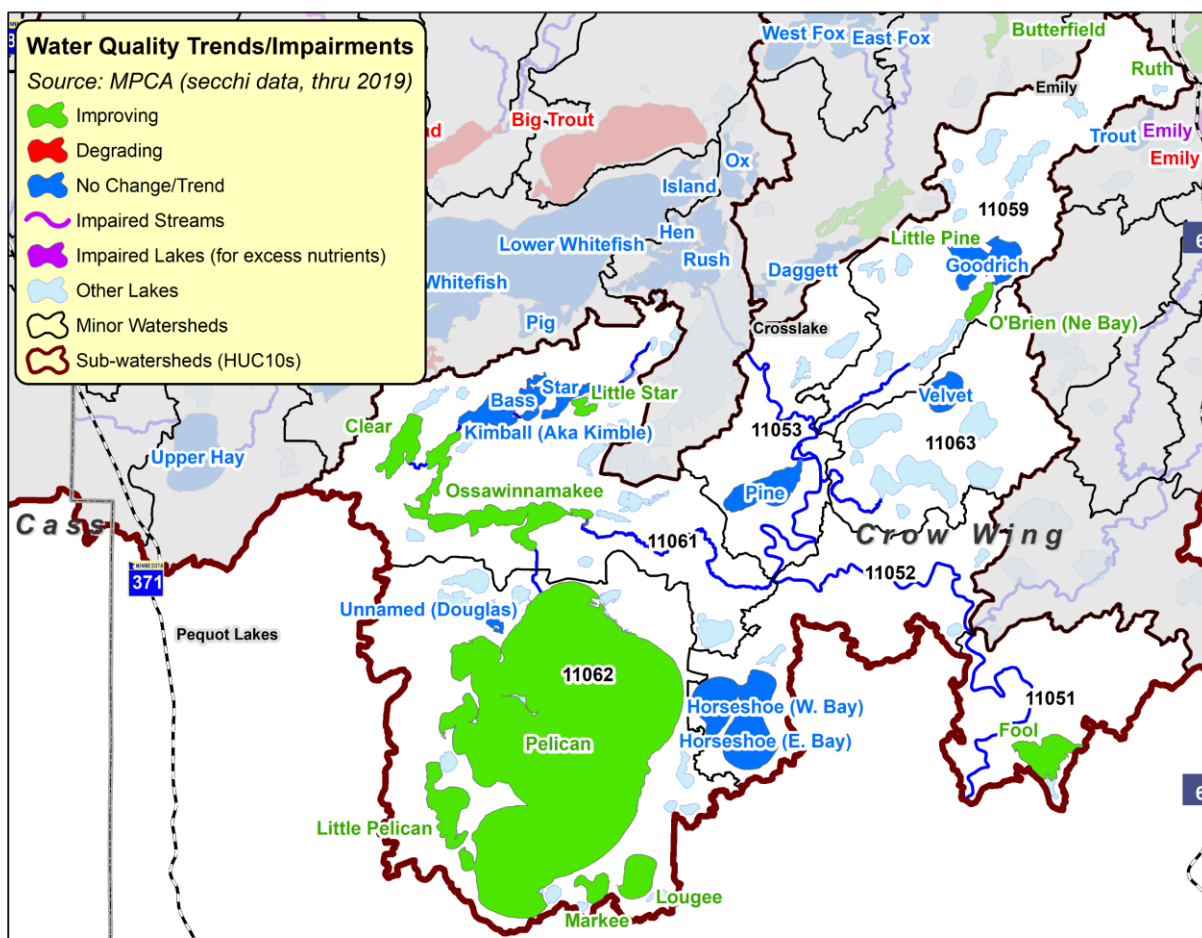 Water Quality Trends/Impairments
Source: MPCA (secchi data, thru 2019)
Improving
Degrading
No Change/Trend
Impaired Streams
Impaired Lakes (for excess nutrients)
Other Lakes
Minor Watersheds
Sub-watersheds (HUC10s)
West Fox
East Fox
Butterfield
Ruth
Emily
Big Trout
Trout
Emily
Emily
Ox
Island
11059
Hen
Lower Whitefish
Rush
Little Pine
Goodrich
Daggett
Whitefish
Pig
Crosslake
O'Brien (Ne Bay)
Star
Bass
Little Star
Velvet
Clear
Kimball (Aka Kimble)
11053
11063
Upper Hay
Ossawinnamakee
Pine
Cass
Crow Wing
11061
11052
MINNESOTA
371
Unnamed (Douglas)
Pequot Lakes
11062
11051
Horseshoe (W. Bay)
Fool
Pelican
Horseshoe (E. Bay)
Little Pelican
Lougee
Markee
6
6